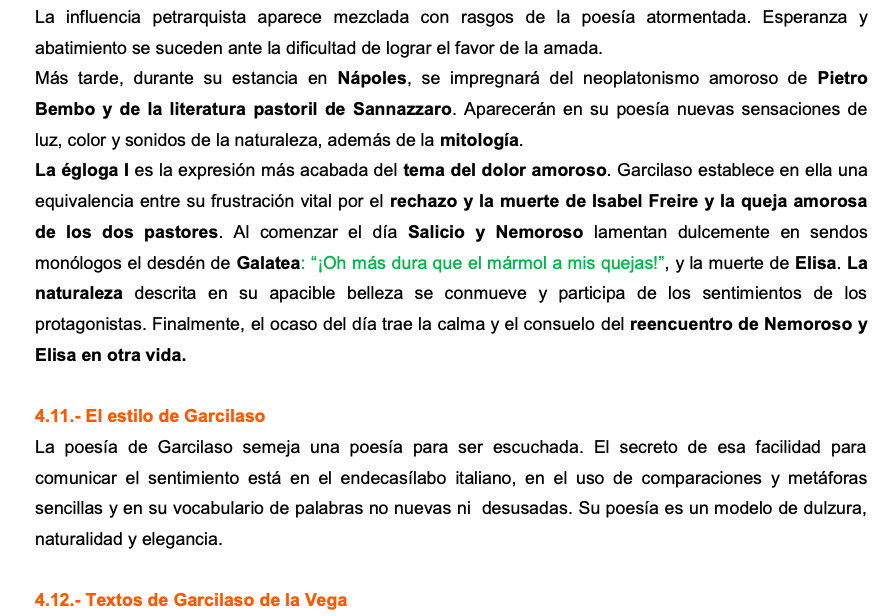 La influencia petrarquista aparece mezclada con rasgos de la poesía atormentada. Esperanza y
abatimiento se suceden ante la dificultad de lograr el favor de la amada.
Más tarde, durante su estancia en Nápoles, se impregnará del neoplatonismo amoroso de Pietro
Bembo y de la literatura pastoril de Sannazzaro. Aparecerán en su poesía nuevas sensaciones de
luz, color y sonidos de la naturaleza, además de la mitología.
La égloga I es la expresión más acabada del tema del dolor amoroso. Garcilaso establece en ella una
equivalencia entre su frustración vital por el rechazo y la muerte de Isabel Freire y la queja amorosa
de los dos pastores. Al comenzar el día Salicio y Nemoroso lamentan dulcemente en sendos
monólogos el desdén de Galatea: “¡Oh más dura que el mármol a mis quejas!”, y la muerte de Elisa. La
naturaleza descrita en su apacible belleza se conmueve y participa de los sentimientos de los
protagonistas. Finalmente, el ocaso del día trae la calma y el consuelo del reencuentro de Nemoroso y
Elisa en otra vida.
4.11.- El estilo de Garcilaso
La poesía de Garcilaso semeja una poesía para ser escuchada. El secreto de esa facilidad para
comunicar el sentimiento está en el endecasílabo italiano, en el uso de comparaciones y metáforas
sencillas y en su vocabulario de palabras no nuevas ni desusadas. Su poesía es un modelo de dulzura,
naturalidad y elegancia.
4.12.- Textos de Garcilaso de la Vega